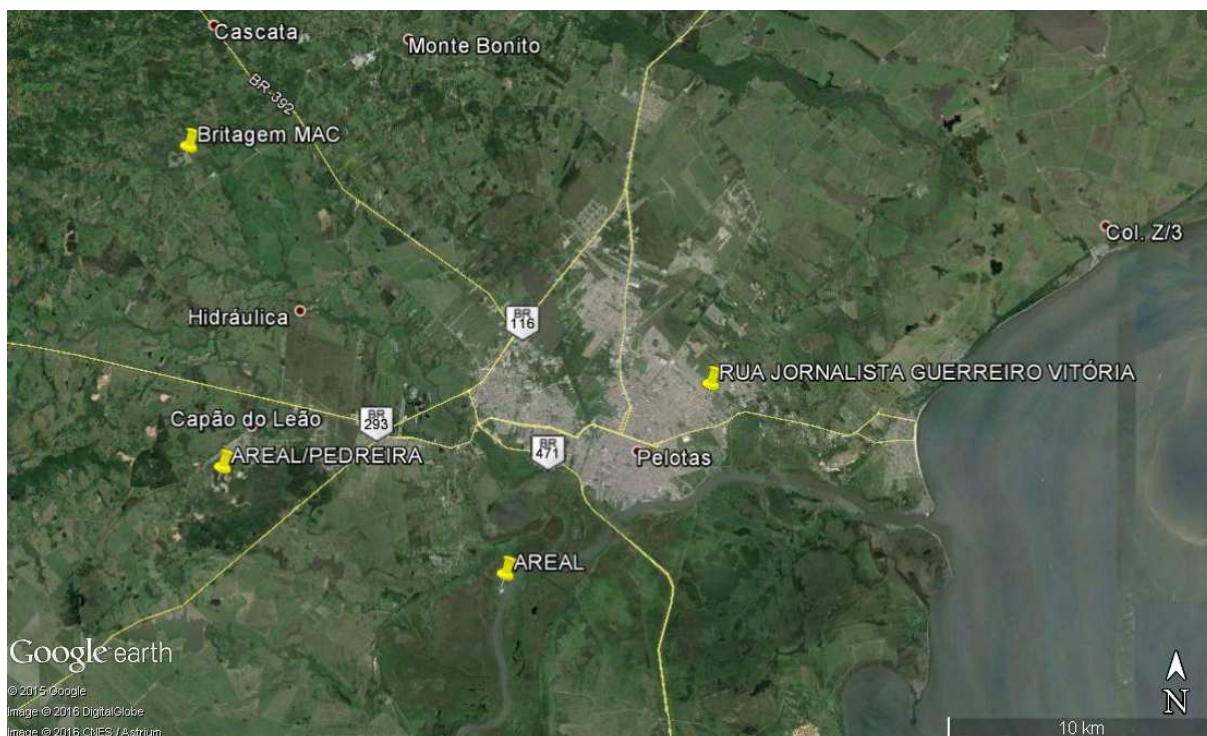 Cascata
Monte Bonito
BR-392
Britagem MAC
Col. Z/3
Hidráulica
BR
116
RUA JORNALISTA GUERREIRO VITÓRIA
Capão do Leão
BR
293
AREAL/PEDREIRA
BR
471
Pelotas
AREAL
Google earth
© 2015 Google
Image © 2016 DigitalGlobe
Image © 2016 CNES / Astrium
N
10 km